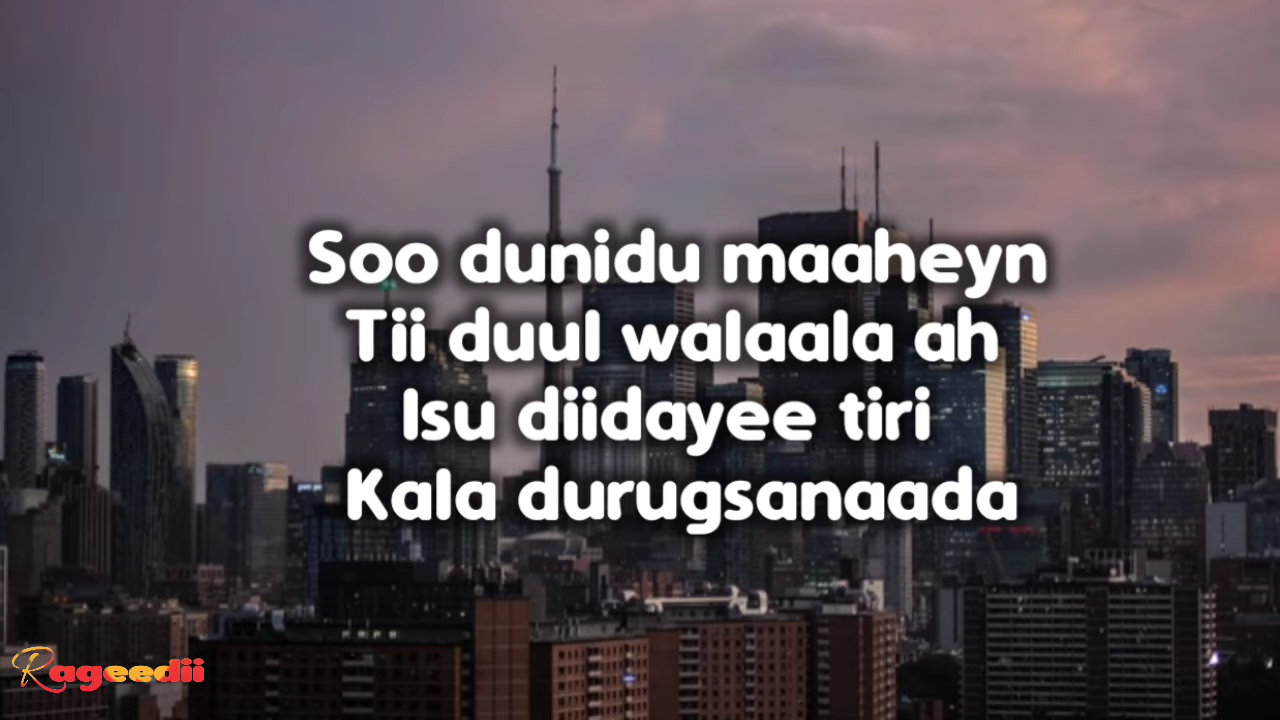 Soo dunidu maaheyn
Tii duul walaala ah
Isu diidayee tiri
Kala durugsanaada
Rageedii